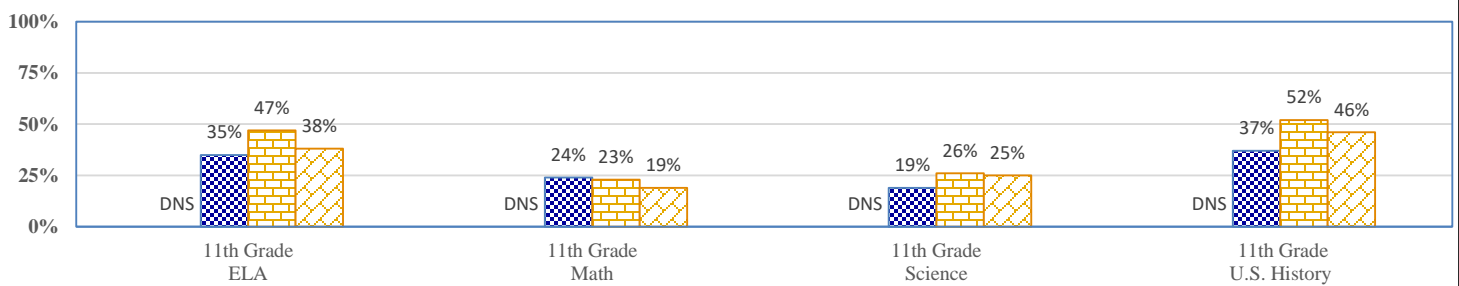 100%
75%
50%
25%
0%
DNS 35% 47% 38%
DNS 24% 23% 19%
DNS 19% 26% 25%
DNS 37% 52% 46%
11th Grade
ELA
11th Grade
Math
11th Grade
Science
11th Grade
U.S. History